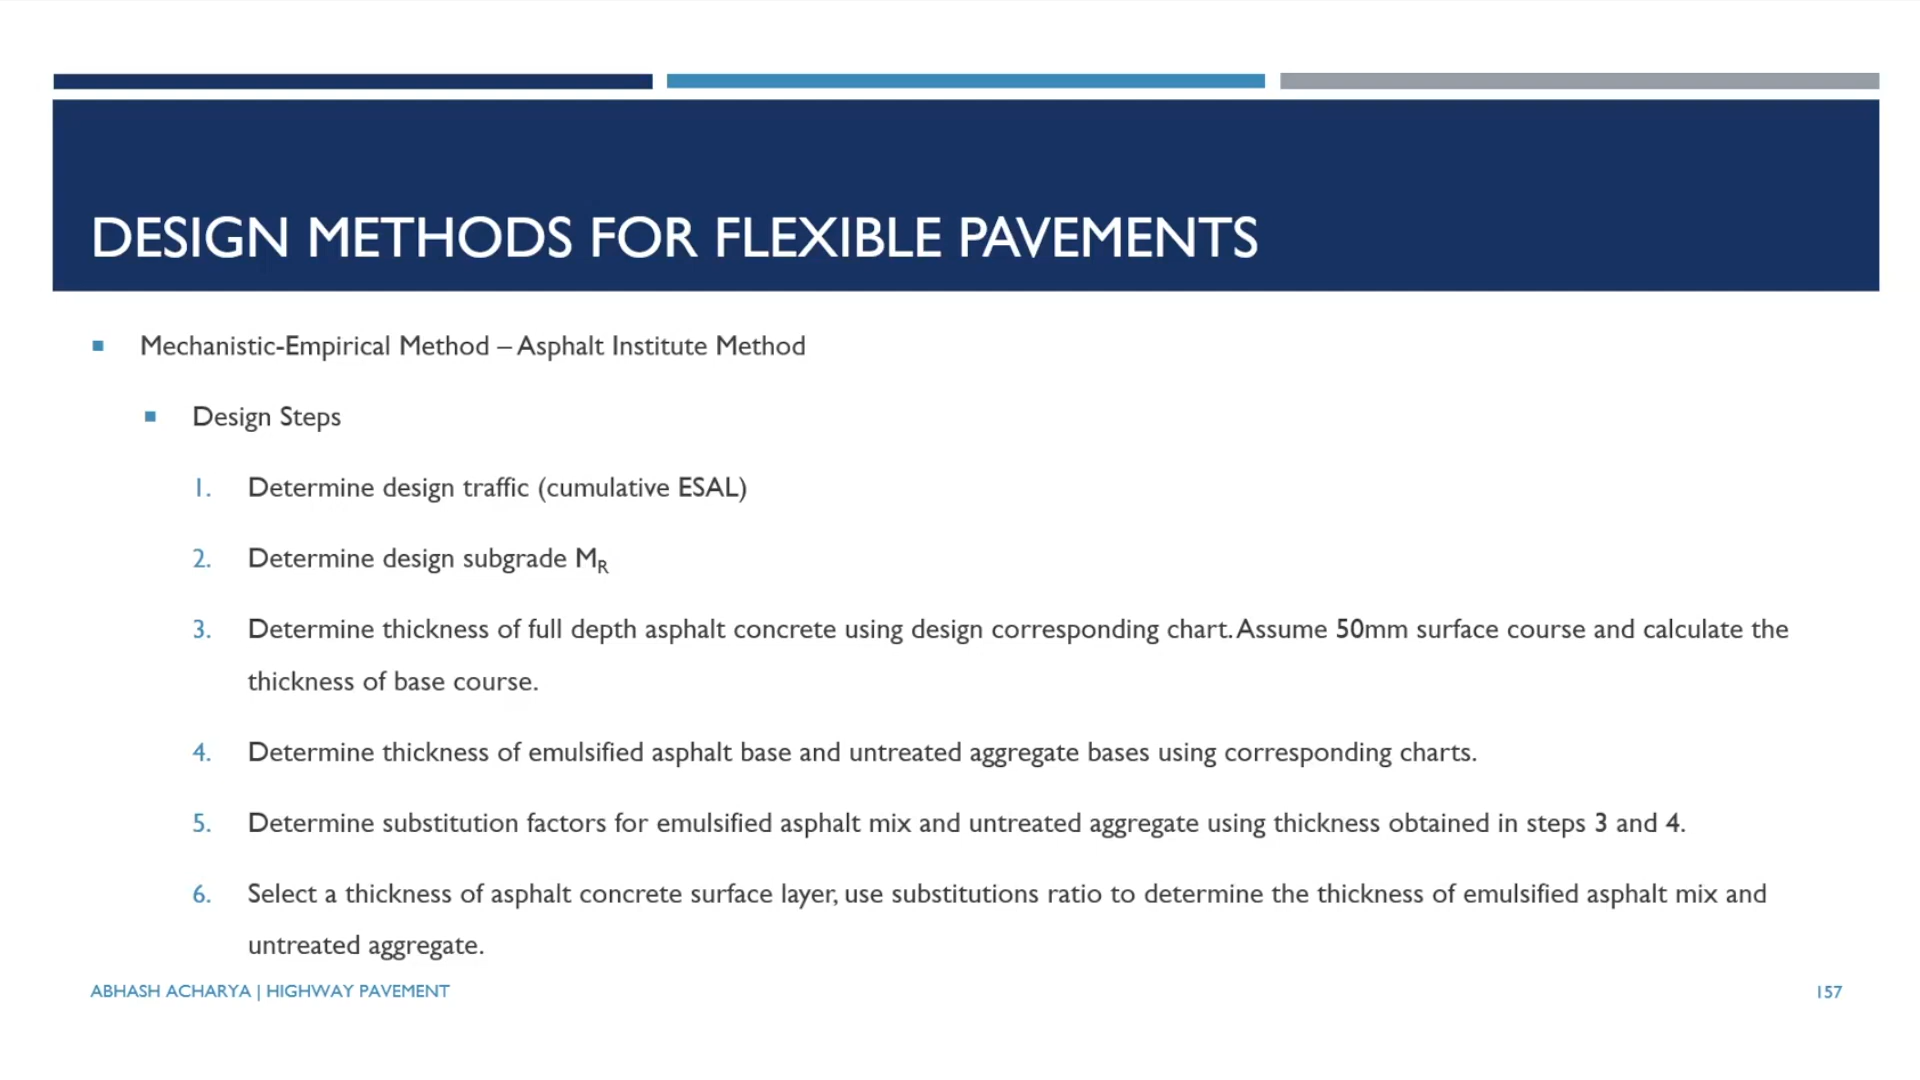 DESIGN METHODS FOR FLEXIBLE PAVEMENTS
▪ Mechanistic-Empirical Method – Asphalt Institute Method
▪ Design Steps
1. Determine design traffic (cumulative ESAL)
2. Determine design subgrade MR
3. Determine thickness of full depth asphalt concrete using design corresponding chart. Assume 50mm surface course and calculate the
thickness of base course.
4. Determine thickness of emulsified asphalt base and untreated aggregate bases using corresponding charts.
5. Determine substitution factors for emulsified asphalt mix and untreated aggregate using thickness obtained in steps 3 and 4.
6. Select a thickness of asphalt concrete surface layer, use substitutions ratio to determine the thickness of emulsified asphalt mix and
untreated aggregate.
ABHASH ACHARYA | HIGHWAY PAVEMENT
157